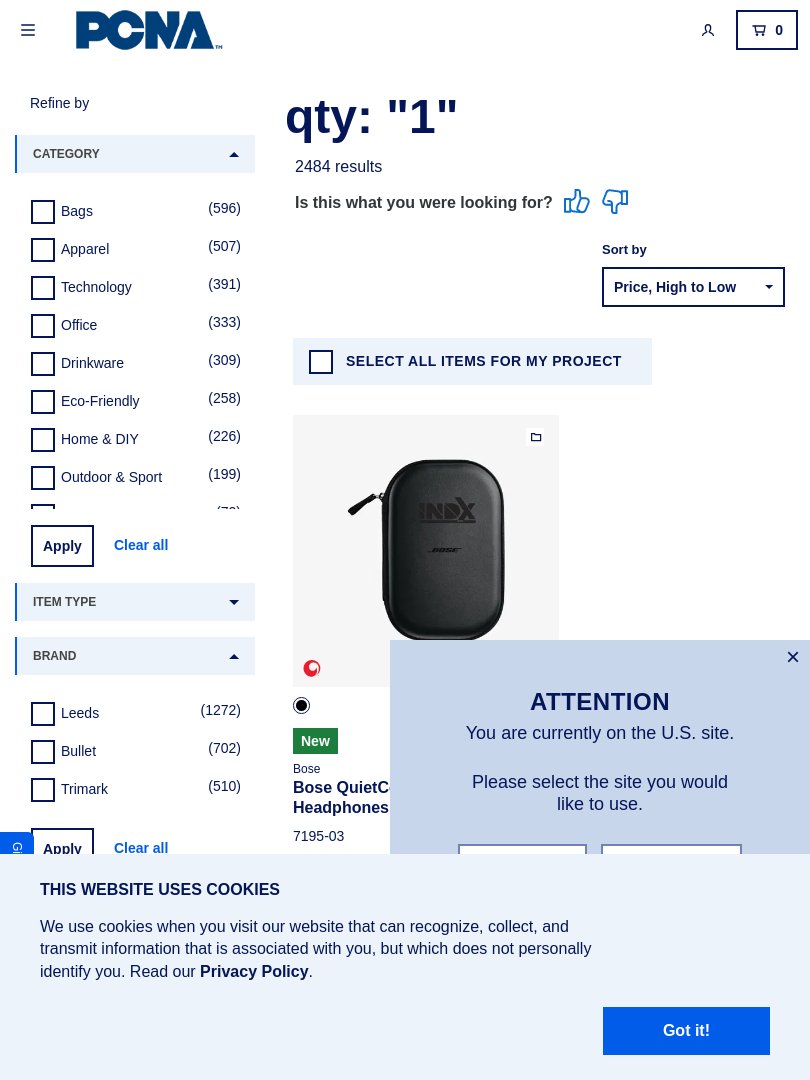 PCNA TM
0
Refine by
CATEGORY
Bags (596)
Apparel (507)
Technology (391)
Office (333)
Drinkware (309)
Eco-Friendly (258)
Home & DIY (226)
Outdoor & Sport (199)
Apply Clear all
ITEM TYPE
BRAND
Leeds (1272)
Bullet (702)
Trimark (510)
Apply Clear all
qty: "1"
2484 results
Is this what you were looking for?
Sort by
Price, High to Low
SELECT ALL ITEMS FOR MY PROJECT
INDX
BOSE
New
Bose
Headphones
7195-03
ATTENTION
You are currently on the U.S. site.
Please select the site you would
like to use.
THIS WEBSITE USES COOKIES
We use cookies when you visit our website that can recognize, collect, and
transmit information that is associated with you, but which does not personally
identify you. Read our Privacy Policy.
Got it!